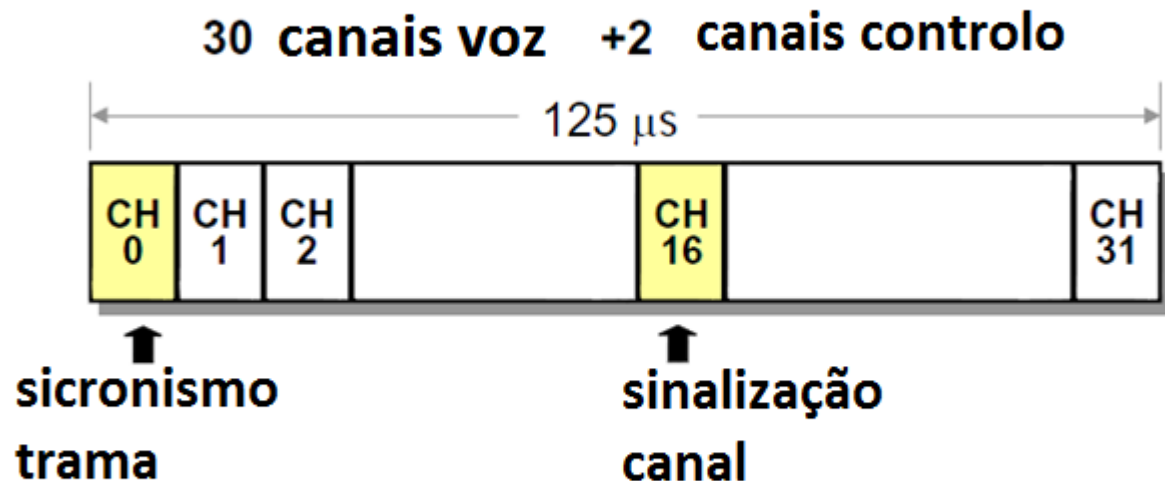 30 canais voz +2 canais controlo
125 μs
CH 0
CH 1
CH 2
CH 16
CH 31
sicronismo trama
sinalização canal